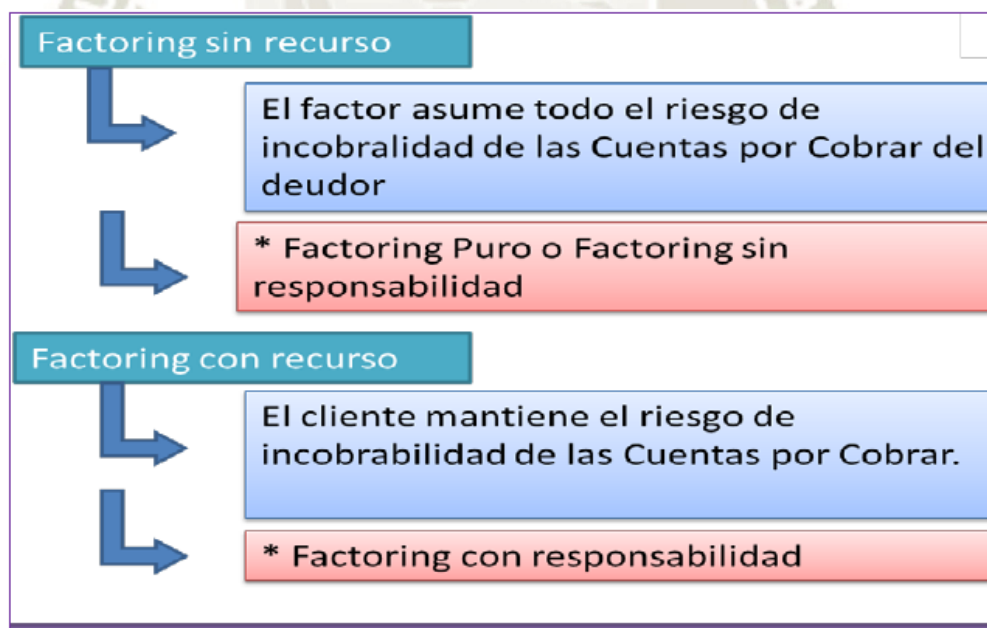 Factoring sin recurso
El factor asume todo el riesgo de
incobralidad de las Cuentas por Cobrar del
deudor
* Factoring Puro o Factoring sin
responsabilidad
Factoring con recurso
El cliente mantiene el riesgo de
incobrabilidad de las Cuentas por Cobrar.
* Factoring con responsabilidad